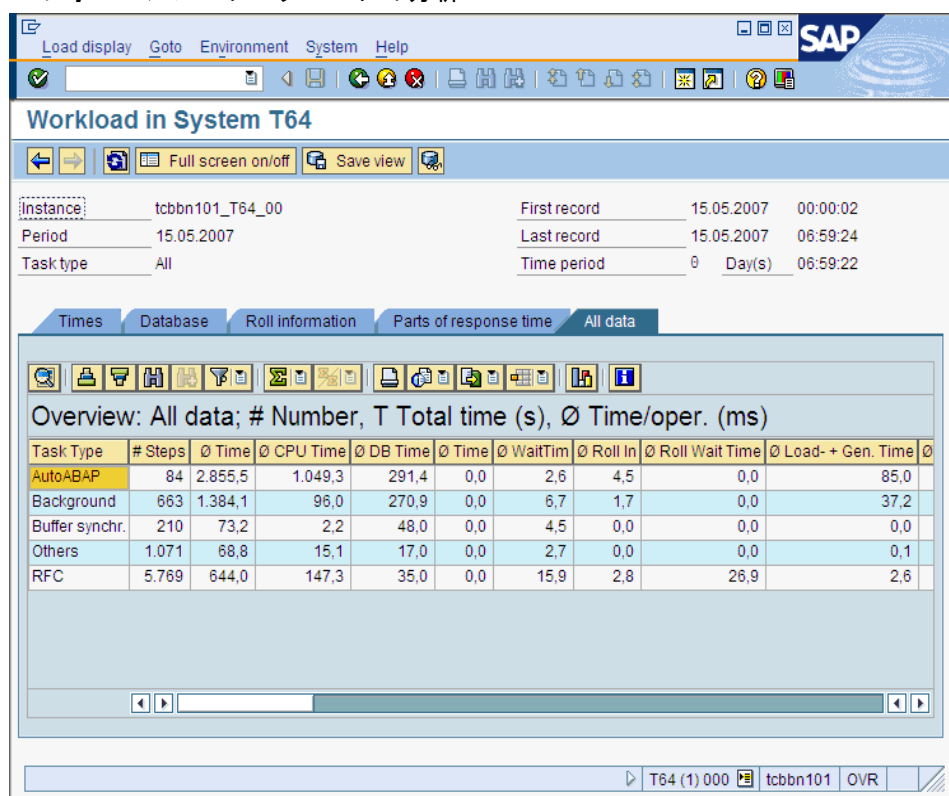 Load display Goto Environment System Help
SAP
Workload in System T64
Full screen on/off Save view
Instance tcbbn101_T64_00 First record 15.05.2007 00:00:02
Period 15.05.2007 Last record 15.05.2007 06:59:24
Task type All Time period 0 Day(s) 06:59:22
Times Database Roll information Parts of response time All data
Overview: All data; # Number, T Total time (s), Ø Time/oper. (ms)
Task Type # Steps Ø Time Ø CPU Time Ø DB Time Ø Time Ø WaitTim Ø Roll In Ø Roll Wait Time Ø Load- + Gen. Time Ø
AutoABAP 84 2.855,5 1.049,3 291,4 0,0 2,6 4,5 0,0 85,0
Background 663 1.384,1 96,0 270,9 0,0 6,7 1,7 0,0 37,2
Buffer synchr. 210 73,2 2,2 48,0 0,0 4,5 0,0 0,0 0,0
Others 1.071 68,8 15,1 17,0 0,0 2,7 0,0 0,0 0,1
RFC 5.769 644,0 147,3 35,0 0,0 15,9 2,8 26,9 2,6
T64 (1) 000 tcbbn101 OVR